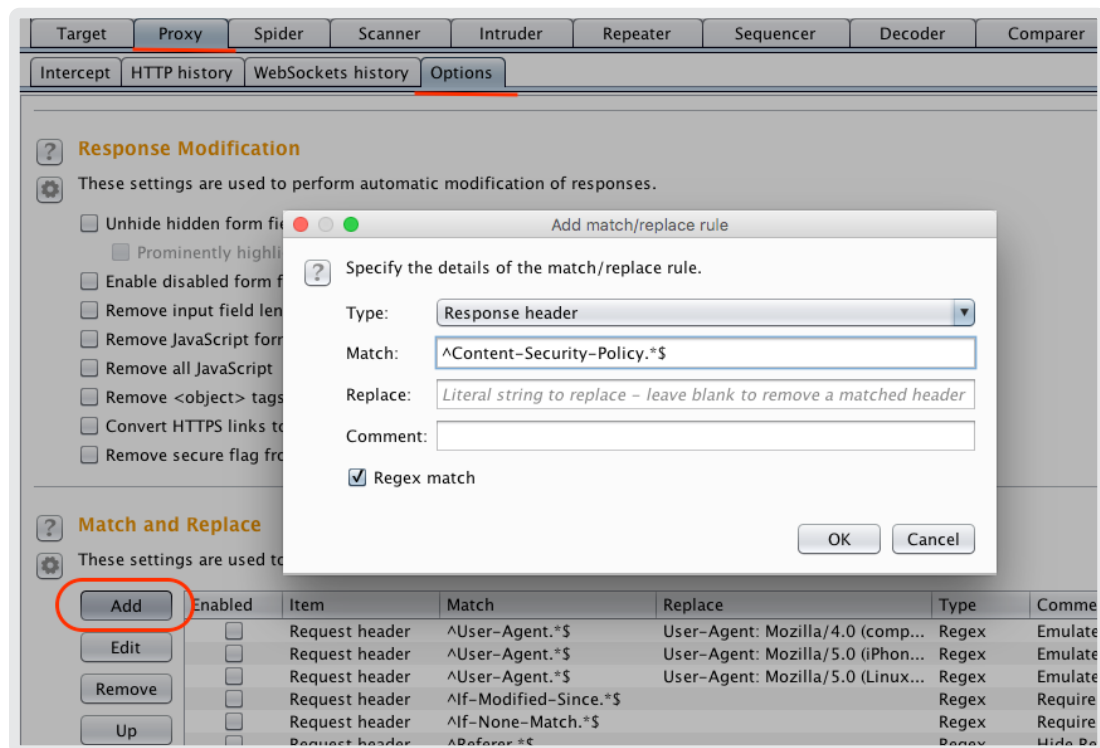 Target Proxy Spider Scanner Intruder Repeater Sequencer Decoder Comparer
Intercept HTTP history WebSockets history Options
? Response Modification
These settings are used to perform automatic modification of responses.
Unhide hidden form fie
Prominently highli
Enable disabled form f
Remove input field len
Remove JavaScript forn
Remove all JavaScript
Remove <object> tags
Convert HTTPS links to
Remove secure flag fro
Add match/replace rule
? Specify the details of the match/replace rule.
Type: Response header
Match: ^Content-Security-Policy.*$
Replace: Literal string to replace – leave blank to remove a matched header
Comment:
Regex match
OK Cancel
? Match and Replace
These settings are used to
Add
Edit
Remove
Up
Enabled Item Match Replace Type Comme
Request header ^User-Agent.*$ User-Agent: Mozilla/4.0 (comp... Regex Emulate
Request header ^User-Agent.*$ User-Agent: Mozilla/5.0 (iPhon... Regex Emulate
Request header ^User-Agent.*$ User-Agent: Mozilla/5.0 (Linux... Regex Emulate
Request header ^If-Modified-Since.*$ Regex Require
Request header ^If-None-Match.*$ Regex Require
Request header ^Referer.*$ Regex Hide Re